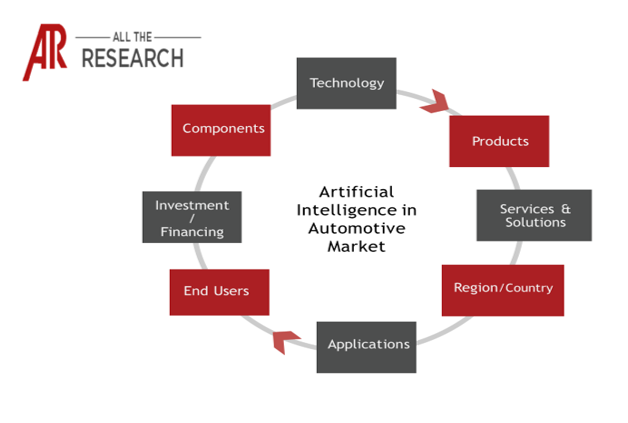 ALL THE
RESEARCH
Technology
Components
Products
Artificial
Intelligence in
Automotive
Market
Investment
/
Financing
Services &
Solutions
End Users
Region/Country
Applications